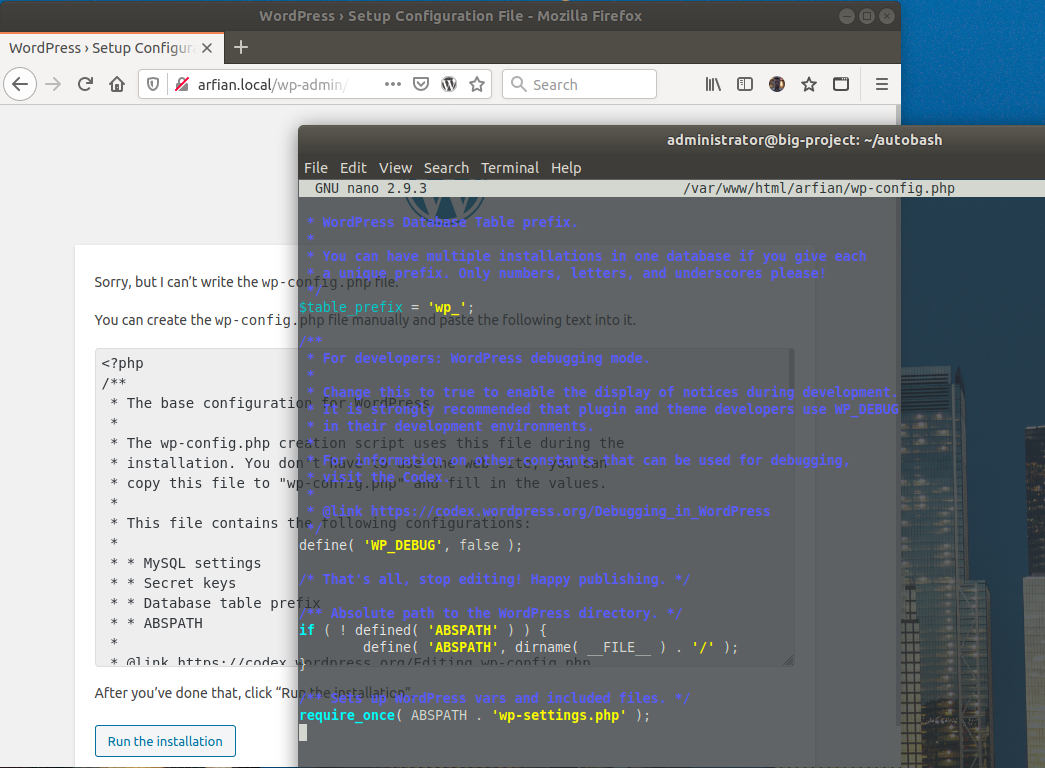 WordPress › Setup Configuration File - Mozilla Firefox
WordPress › Setup Configur
arfian.local/wp-admin/
Search
administrator@big-project: ~/autobash
File Edit View Search Terminal Help
GNU nano 2.9.3 /var/www/html/arfian/wp-config.php
* WordPress Database Table prefix.
*
* You can have multiple installations in one database if you give each
* a unique prefix. Only numbers, letters, and underscores please!
*/
$table_prefix = 'wp_';
/**
* For developers: WordPress debugging mode.
*
* Change this to true to enable the display of notices during development.
* It is strongly recommended that plugin and theme developers use WP_DEBUG
* in their development environments.
*
* For information on other constants that can be used for debugging,
* visit the Codex.
*
* @link https://codex.wordpress.org/Debugging_in_WordPress
*/
define( 'WP_DEBUG', false );
/* That's all, stop editing! Happy publishing. */
/** Absolute path to the WordPress directory. */
if ( ! defined( 'ABSPATH' ) ) {
define( 'ABSPATH', dirname( __FILE__ ) . '/' );
}
/** Sets up WordPress vars and included files. */
require_once( ABSPATH . 'wp-settings.php' );
Sorry, but I can’t write the wp-config.php file.
You can create the wp-config.php file manually and paste the following text into it.
<?php
/**
* The base configuration for WordPress
*
* The wp-config.php creation script uses this file during the
* installation. You don't have to use the web site, you can
* copy this file to "wp-config.php" and fill in the values.
*
* This file contains the following configurations:
*
* * MySQL settings
* * Secret keys
* * Database table prefix
* * ABSPATH
*
* @link https://codex.wordpress.org/Editing_wp-config.php
After you’ve done that, click “Run the installation”.
Run the installation